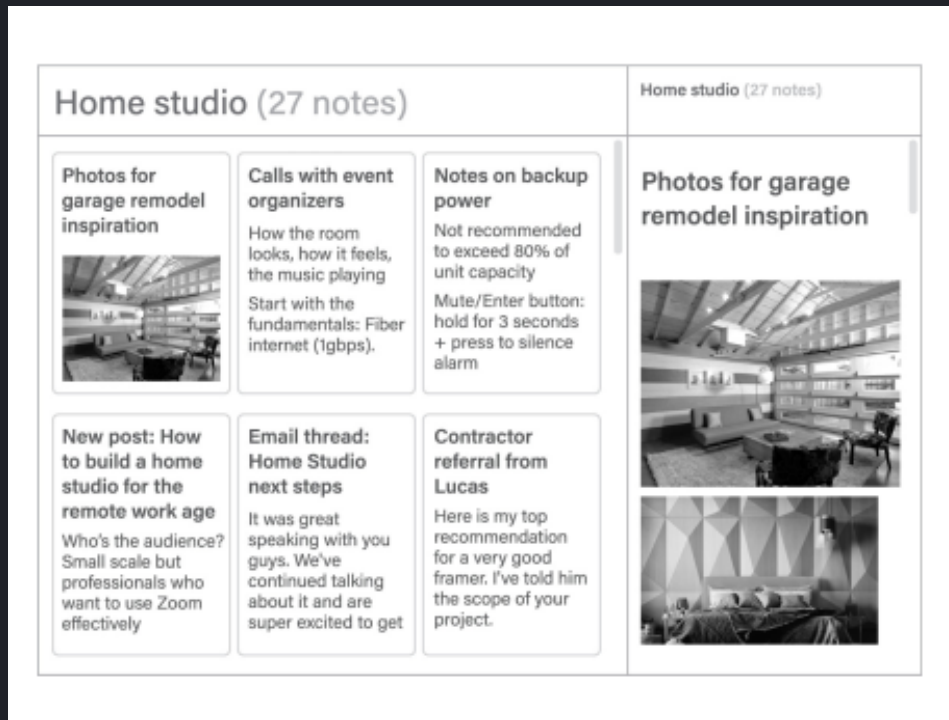 Home studio (27 notes)
Home studio (27 notes)
Photos for
garage remodel
inspiration
Calls with event
organizers
How the room
looks, how it feels,
the music playing
Start with the
fundamentals: Fiber
internet (1gbps).
Notes on backup
power
Not recommended
to exceed 80% of
unit capacity
Mute/Enter button:
hold for 3 seconds
+ press to silence
alarm
New post: How
to build a home
studio for the
remote work age
Who's the audience?
Small scale but
professionals who
want to use Zoom
effectively
Email thread:
Home Studio
next steps
It was great
speaking with you
guys. We've
continued talking
about it and are
super excited to get
Contractor
referral from
Lucas
Here is my top
recommendation
for a very good
framer. I've told him
the scope of your
project.
Photos for garage
remodel inspiration